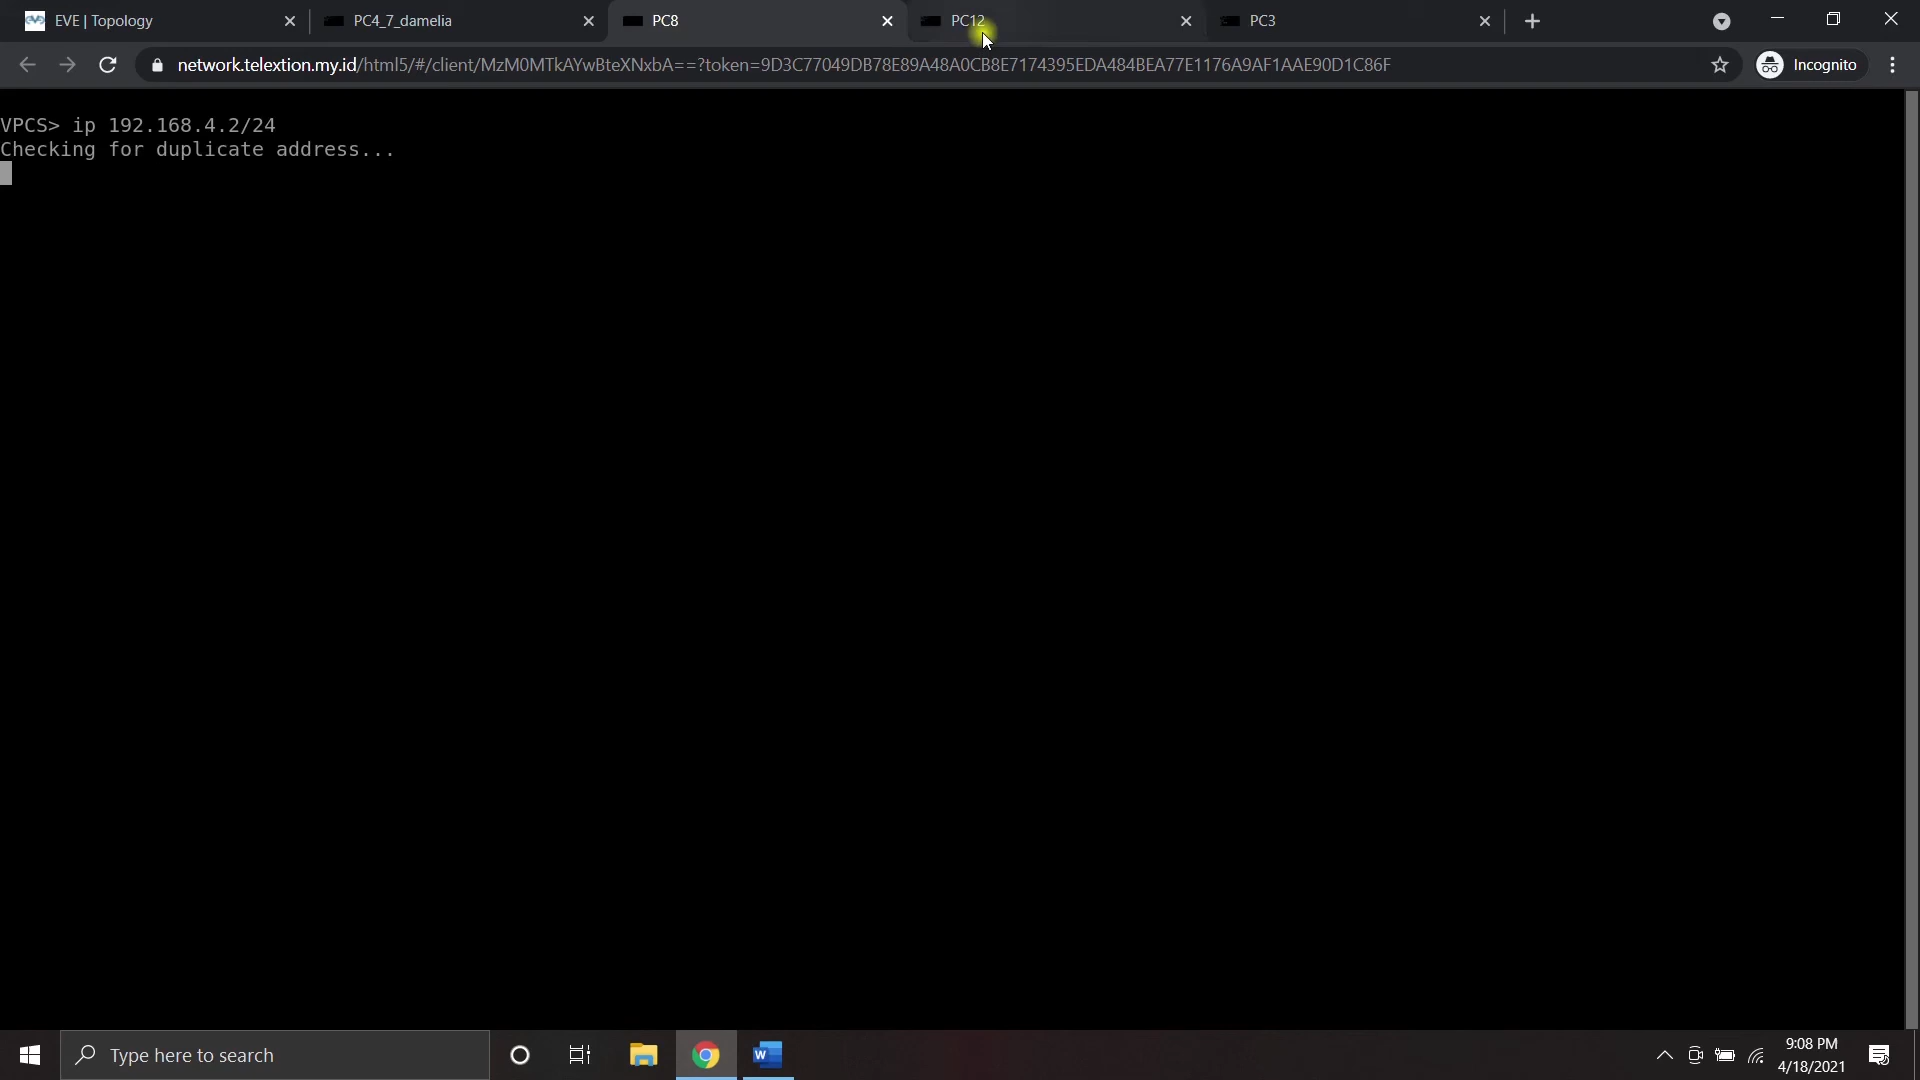 EVE | Topology
PC4_7_damelia
PC8
PC12
PC3
network.telextion.my.id/html5/#/client/MzM0MTkAYwBteXNxbA==?token=9D3C77049DB78E89A48A0CB8E7174395EDA484BEA77E1176A9AF1AAE90D1C86F
Incognito
VPCS> ip 192.168.4.2/24
Checking for duplicate address...
Type here to search
9:08 PM
4/18/2021